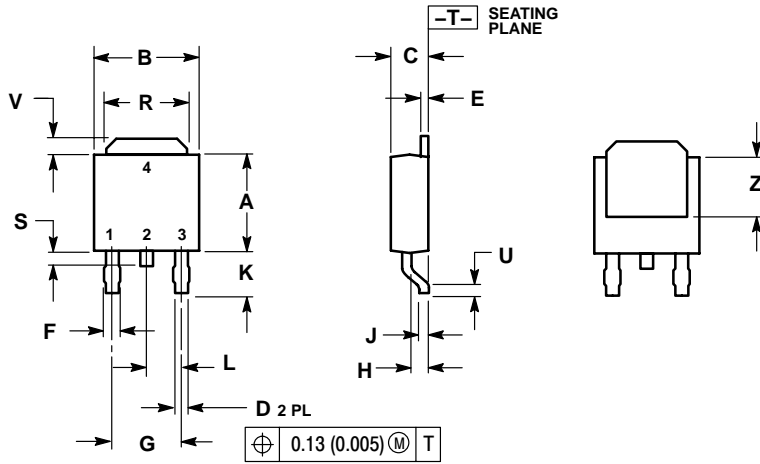 –T– SEATING
PLANE
B
C
V
R
E
4
Z
A
S
1 2 3
U
K
F
J
L
H
D 2 PL
G
⌖ 0.13 (0.005) Ⓜ T